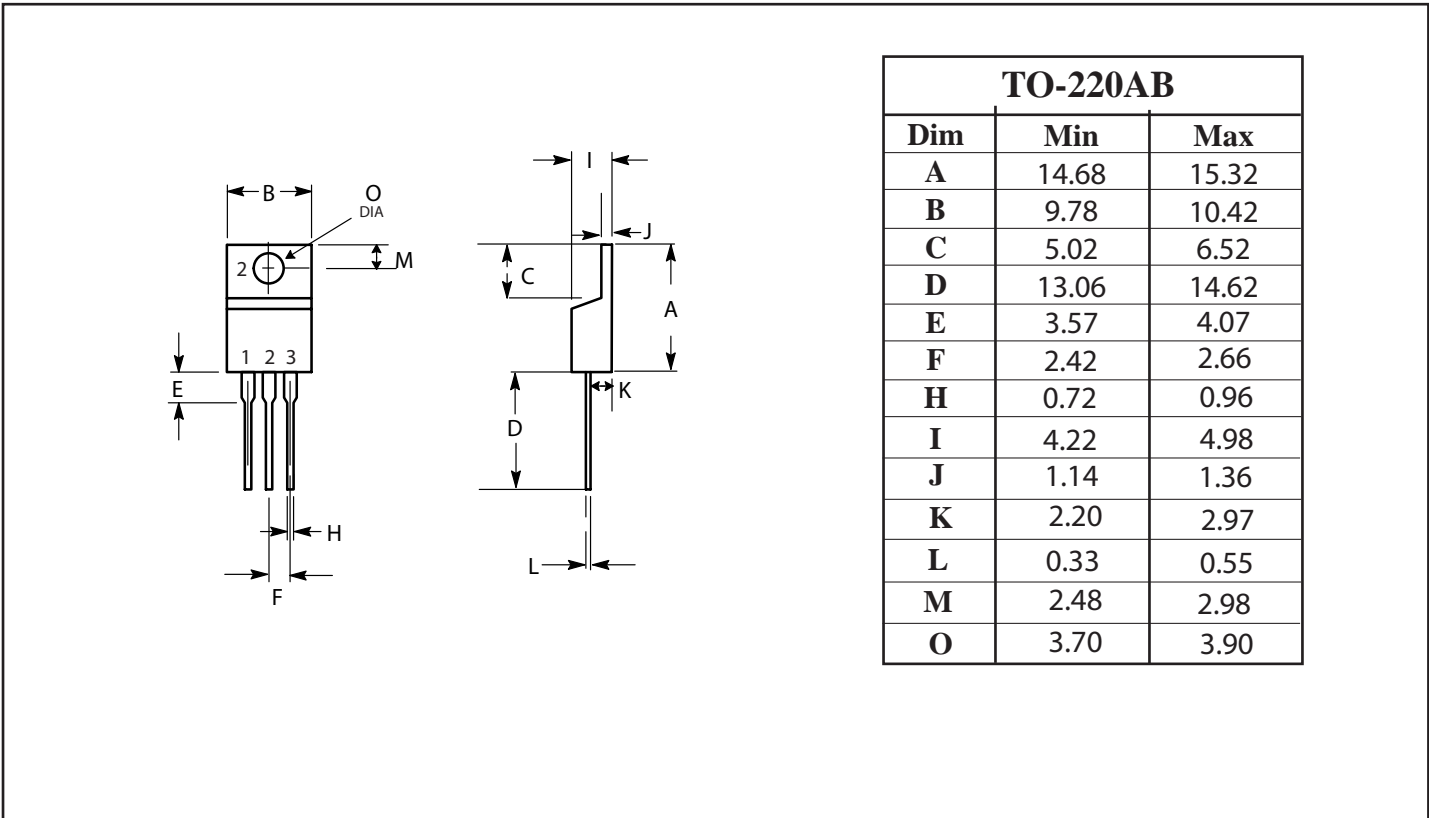 B
O
DIA
M
2
1 2 3
E
H
F
I
J
C
A
K
D
L
TO-220AB
Dim Min Max
A 14.68 15.32
B 9.78 10.42
C 5.02 6.52
D 13.06 14.62
E 3.57 4.07
F 2.42 2.66
H 0.72 0.96
I 4.22 4.98
J 1.14 1.36
K 2.20 2.97
L 0.33 0.55
M 2.48 2.98
O 3.70 3.90